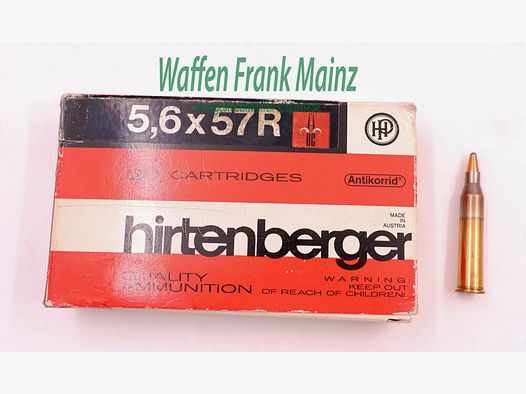 Waffen Frank Mainz
5,6x57R
DC
HP
20 CARTRIDGES
Antikorrid®
MADE
IN
AUSTRIA
hirtenberger
QUALITY
AMMUNITION
WARNING:
KEEP OUT
OF REACH OF CHILDREN!